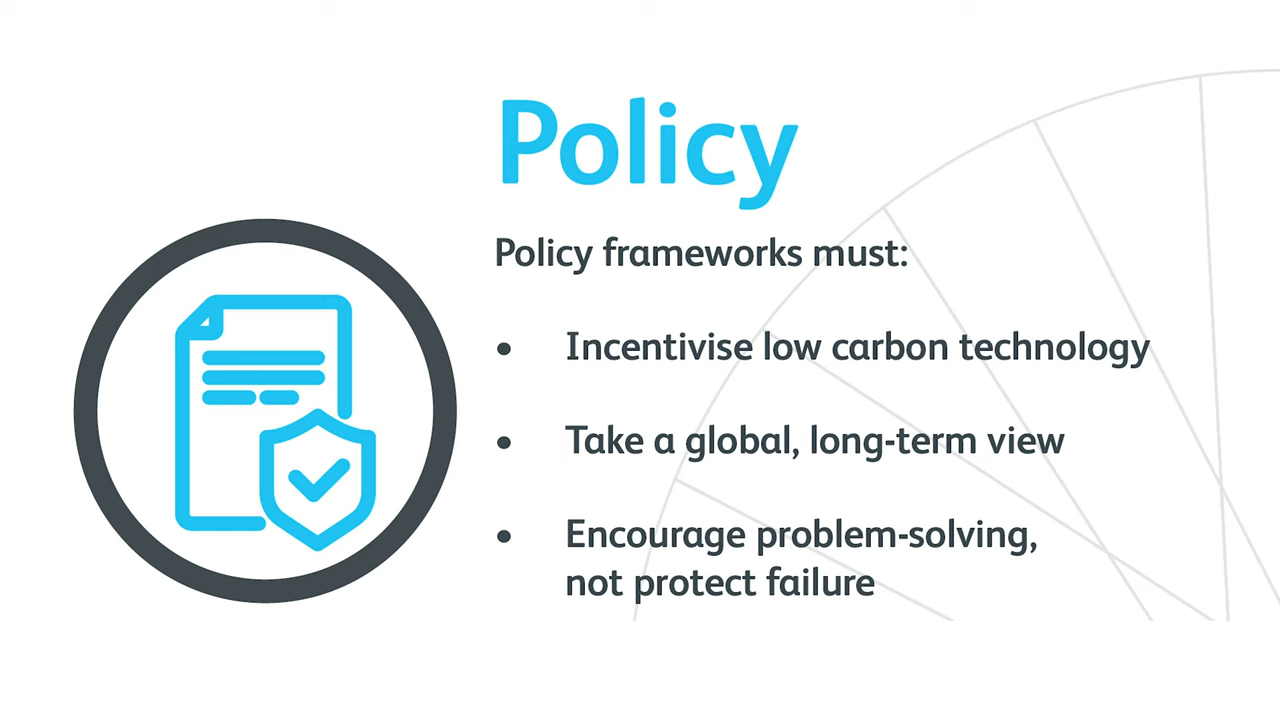 Policy
Policy frameworks must:
• Incentivise low carbon technology
• Take a global, long-term view
• Encourage problem-solving,
not protect failure